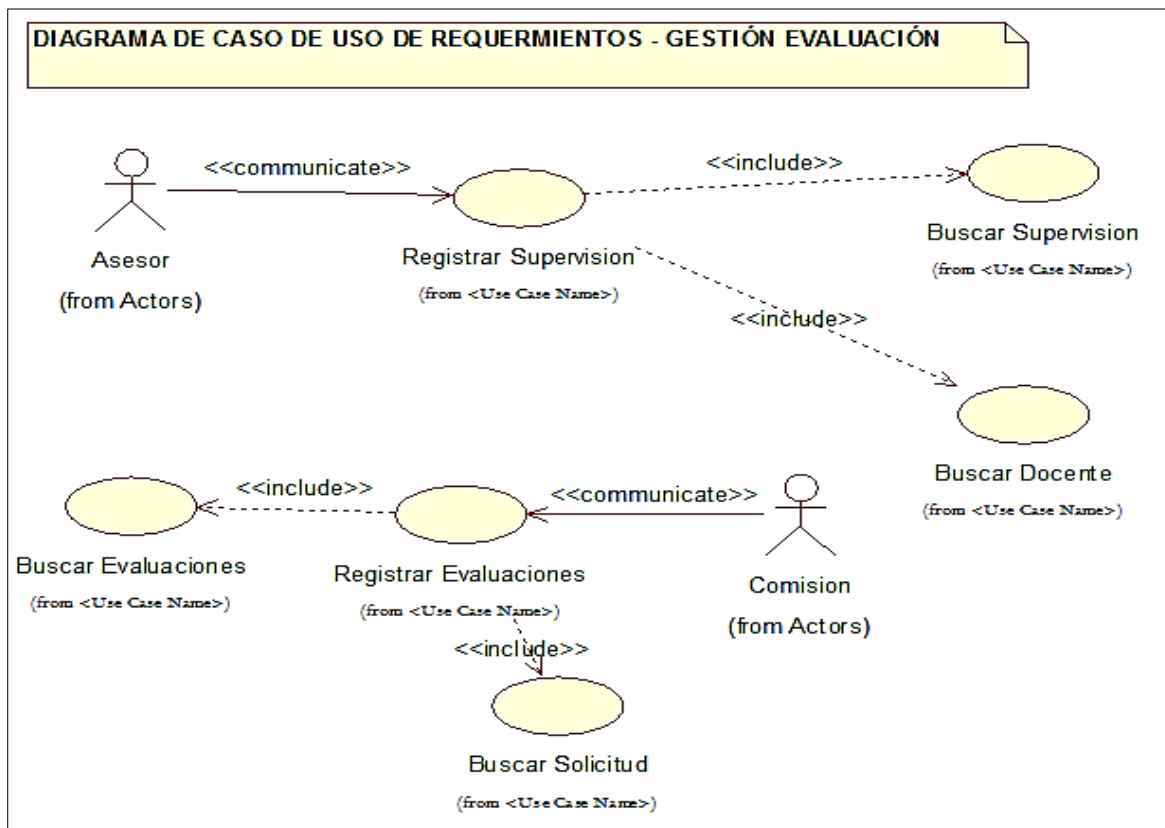 DIAGRAMA DE CASO DE USO DE REQUERMIENTOS - GESTIÓN EVALUACIÓN
<<communicate>>
<<include>>
Asesor
(from Actors)
Registrar Supervision
(from <Use Case Name>)
Buscar Supervision
(from <Use Case Name>)
<<include>>
Buscar Docente
(from <Use Case Name>)
<<include>>
<<communicate>>
Buscar Evaluaciones
(from <Use Case Name>)
Registrar Evaluaciones
(from <Use Case Name>)
Comision
(from Actors)
<<include>>
Buscar Solicitud
(from <Use Case Name>)